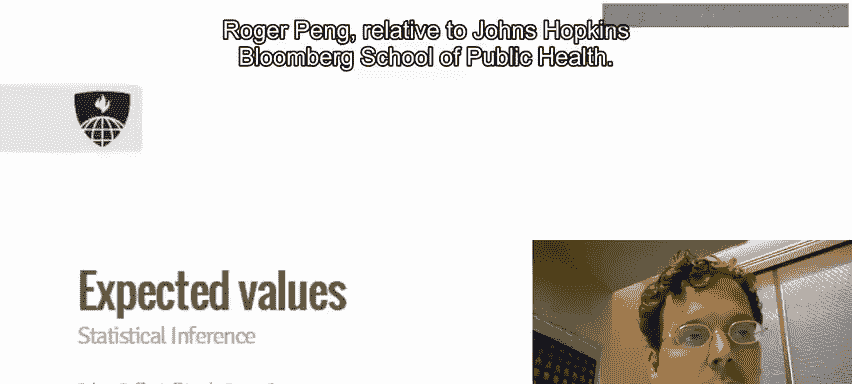 Roger Peng, relative to Johns Hopkins
Bloomberg School of Public Health.
Expected values
Statistical Inference